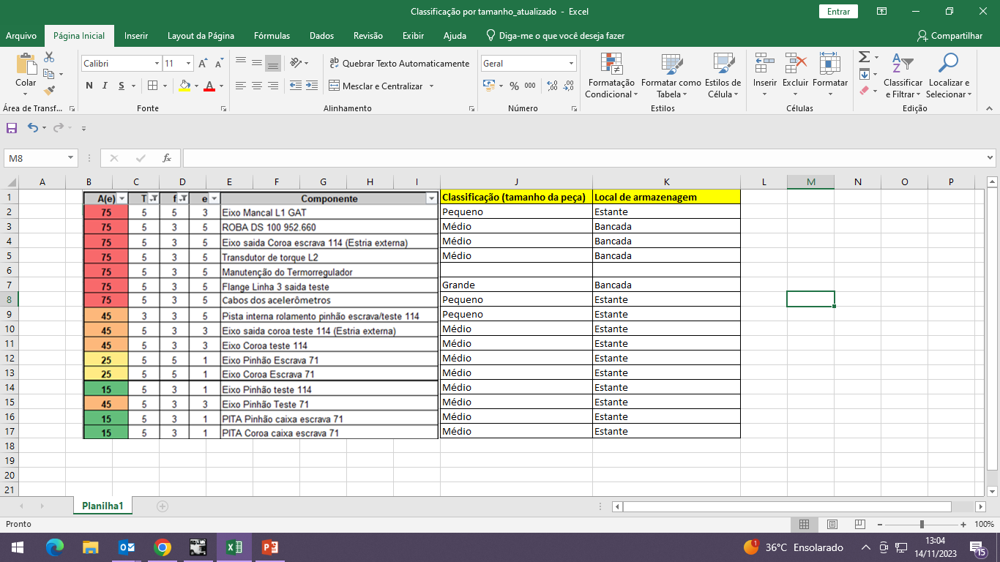 Classificação por tamanho_atualizado - Excel
Entrar
Arquivo Página Inicial Inserir Layout da Página Fórmulas Dados Revisão Exibir Ajuda Diga-me o que você deseja fazer Compartilhar
Colar
Calibri 11
N I S
Quebrar Texto Automaticamente
Mesclar e Centralizar
Geral
% 000
Formatação Condicional
Formatar como Tabela
Estilos de Célula
Inserir Excluir Formatar
Classificar e Filtrar
Localizar e Selecionar
Área de Transf... Fonte Alinhamento Número Estilos Células Edição
M8 fx
A B C D E F G H I J K L M N O P
1 A(e) T f e Componente Classificação (tamanho da peça) Local de armazenagem
2 75 5 5 3 Eixo Mancal L1 GAT Pequeno Estante
3 75 5 3 5 ROBA DS 100 952.660 Médio Bancada
4 75 5 3 5 Eixo saida Coroa escrava 114 (Estria externa) Médio Bancada
5 75 5 3 5 Transdutor de torque L2 Médio Bancada
6 75 5 3 5 Manutenção do Termorregulador
7 75 5 3 5 Flange Linha 3 saida teste Grande Bancada
8 75 5 3 5 Cabos dos acelerômetros Pequeno Estante
9 45 3 3 5 Pista interna rolamento pinhão escrava/teste 114 Pequeno Estante
10 45 5 3 3 Eixo saida coroa teste 114 (Estria externa) Médio Estante
11 45 5 3 3 Eixo Coroa teste 114 Médio Estante
12 25 5 5 1 Eixo Pinhão Escrava 71 Médio Estante
13 25 5 5 1 Eixo Coroa Escrava 71 Médio Estante
14 15 5 3 1 Eixo Pinhão teste 114 Médio Estante
15 45 5 3 3 Eixo Pinhão Teste 71 Médio Estante
16 15 5 3 1 PITA Pinhão caixa escrava 71 Médio Estante
17 15 5 3 1 PITA Coroa caixa escrava 71 Médio Estante
18
19
20
21
Planilha1
Pronto 100%
36°C Ensolarado
13:04
14/11/2023
15